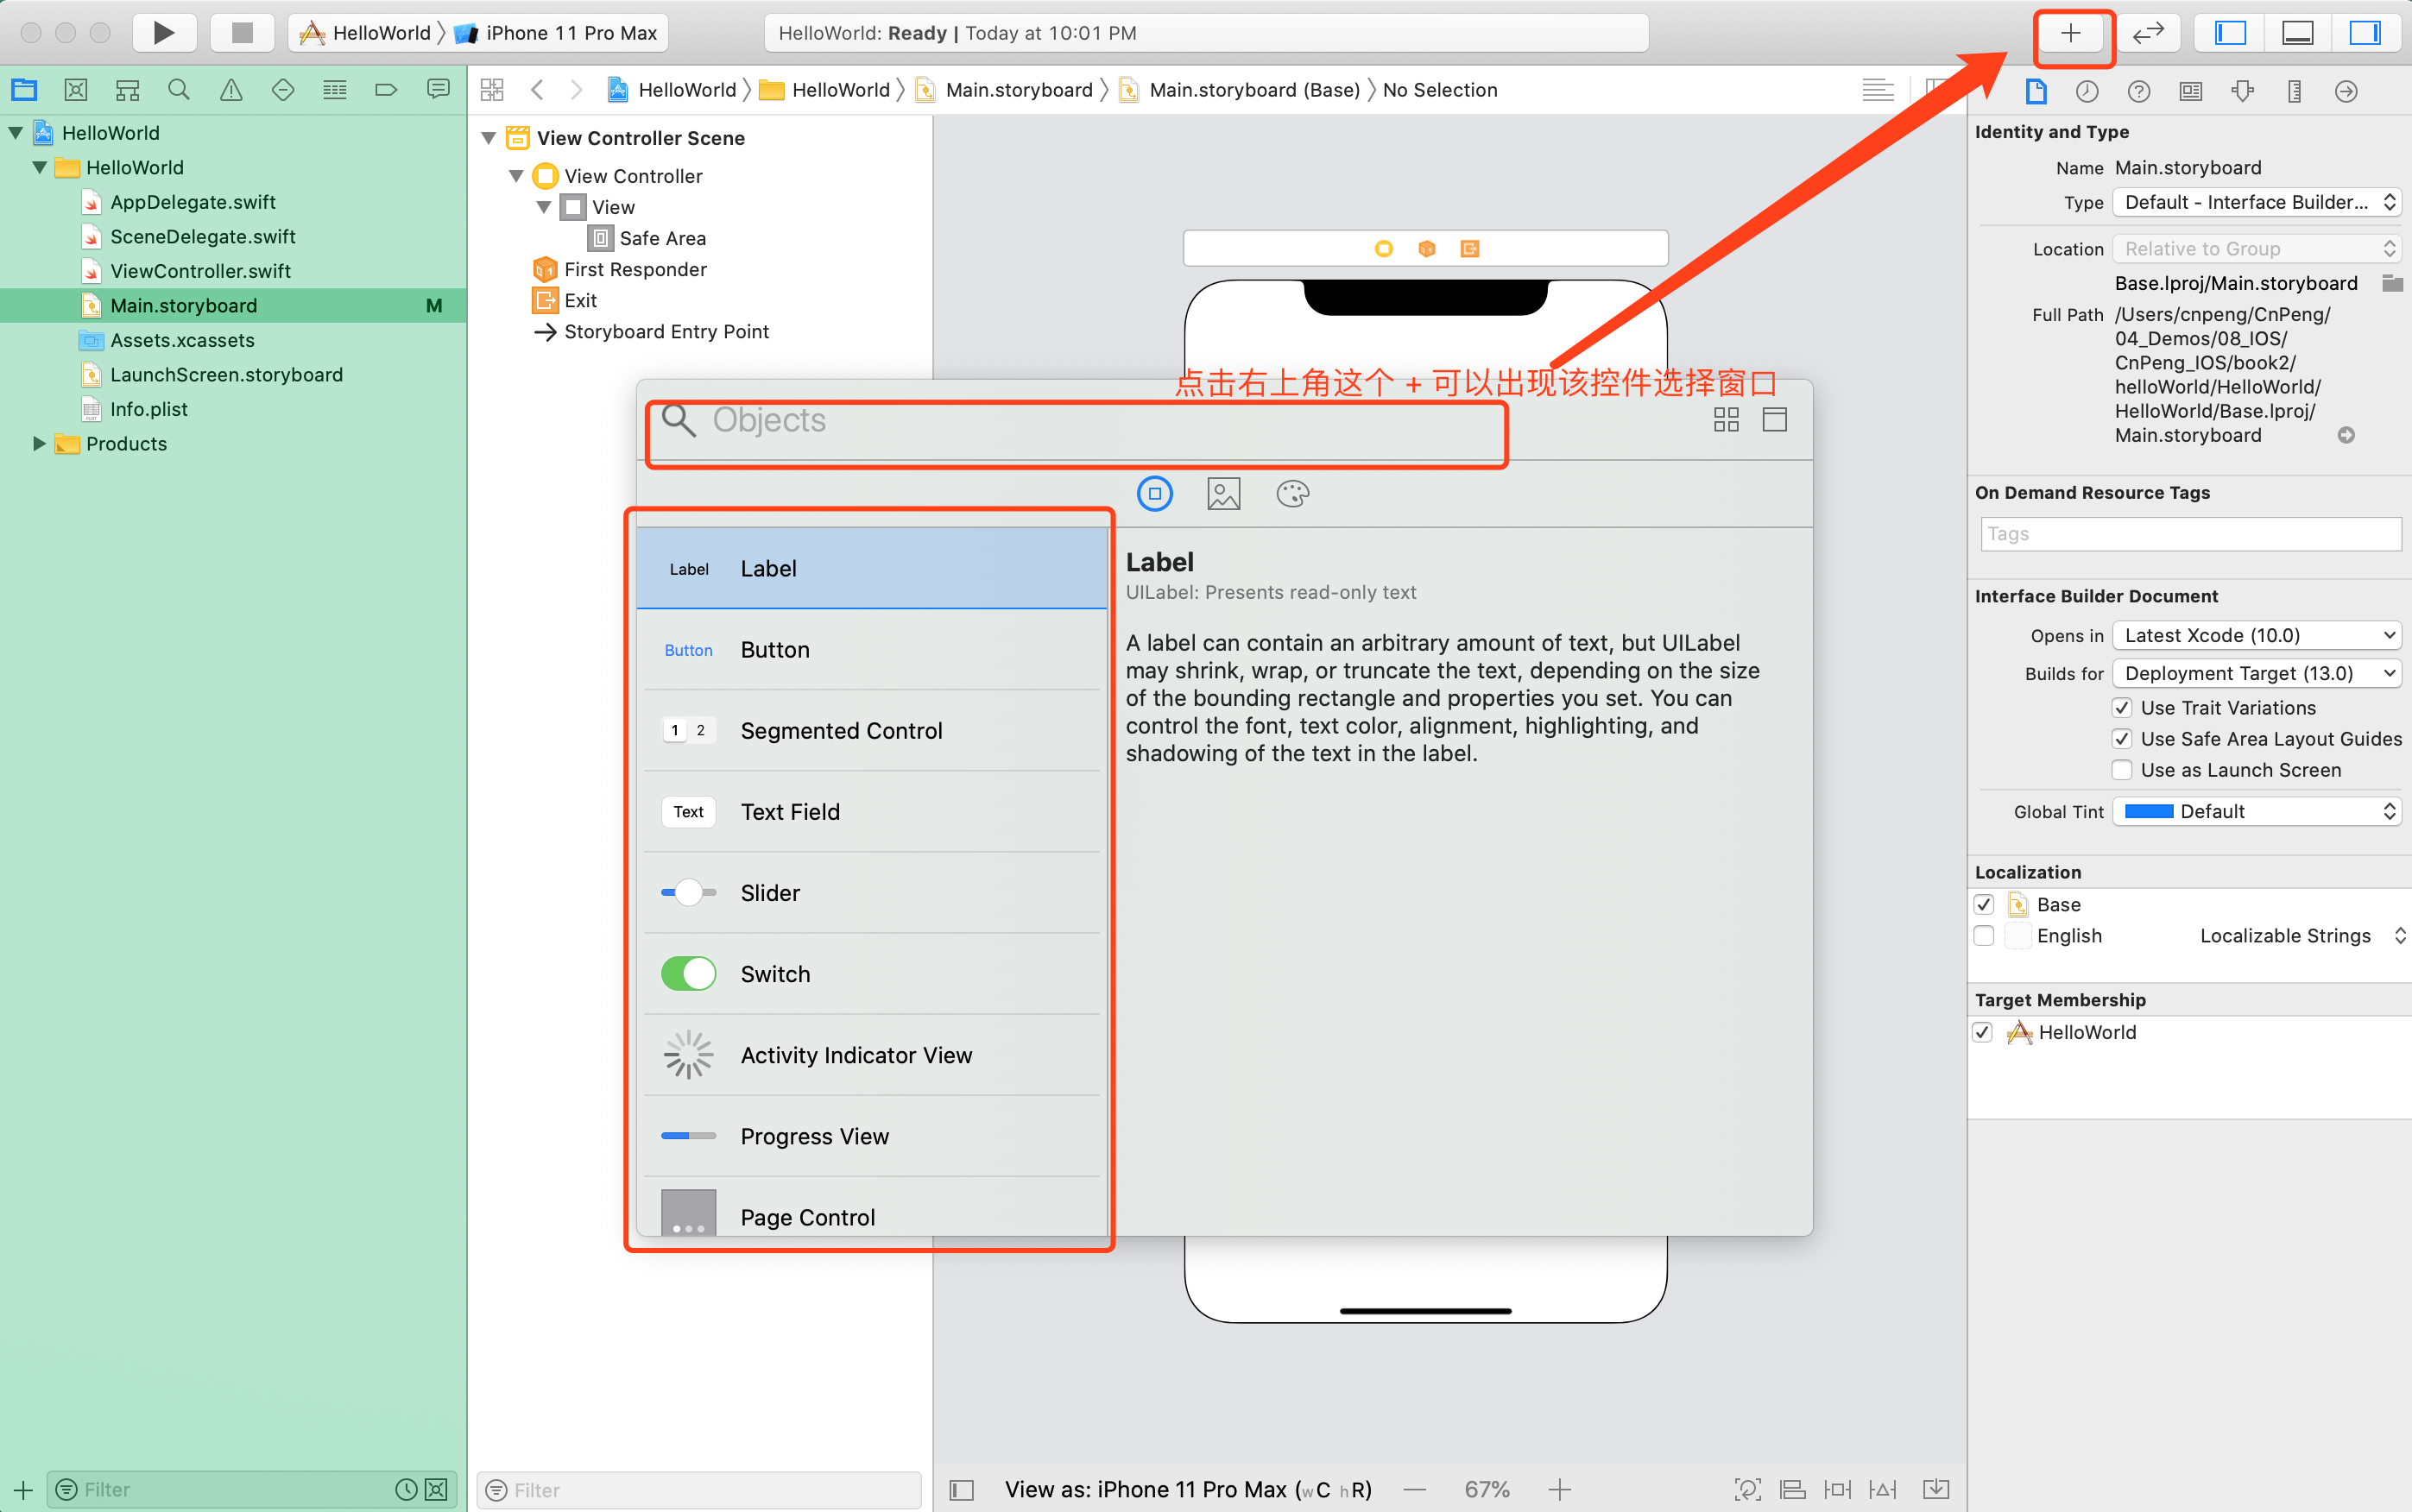 HelloWorld
iPhone 11 Pro Max
HelloWorld: Ready | Today at 10:01 PM
HelloWorld
HelloWorld
AppDelegate.swift
SceneDelegate.swift
ViewController.swift
Main.storyboard M
Assets.xcassets
LaunchScreen.storyboard
Info.plist
Products
Filter
HelloWorld
HelloWorld
Main.storyboard
Main.storyboard (Base)
No Selection
View Controller Scene
View Controller
View
Safe Area
First Responder
Exit
Storyboard Entry Point
Filter
点击右上角这个 + 可以出现该控件选择窗口
Objects
Label Label
Button Button
1 2 Segmented Control
Text Text Field
Slider
Switch
Activity Indicator View
Progress View
Page Control
Label
UILabel: Presents read-only text
A label can contain an arbitrary amount of text, but UILabel
may shrink, wrap, or truncate the text, depending on the size
of the bounding rectangle and properties you set. You can
control the font, text color, alignment, highlighting, and
shadowing of the text in the label.
View as: iPhone 11 Pro Max (wC hR)
67%
Identity and Type
Name Main.storyboard
Type Default - Interface Builder...
Location Relative to Group
Base.lproj/Main.storyboard
Full Path /Users/cnpeng/CnPeng/
04_Demos/08_IOS/
CnPeng_IOS/book2/
helloWorld/HelloWorld/
HelloWorld/Base.lproj/
Main.storyboard
On Demand Resource Tags
Tags
Interface Builder Document
Opens in Latest Xcode (10.0)
Builds for Deployment Target (13.0)
Use Trait Variations
Use Safe Area Layout Guides
Use as Launch Screen
Global Tint Default
Localization
Base
English Localizable Strings
Target Membership
HelloWorld